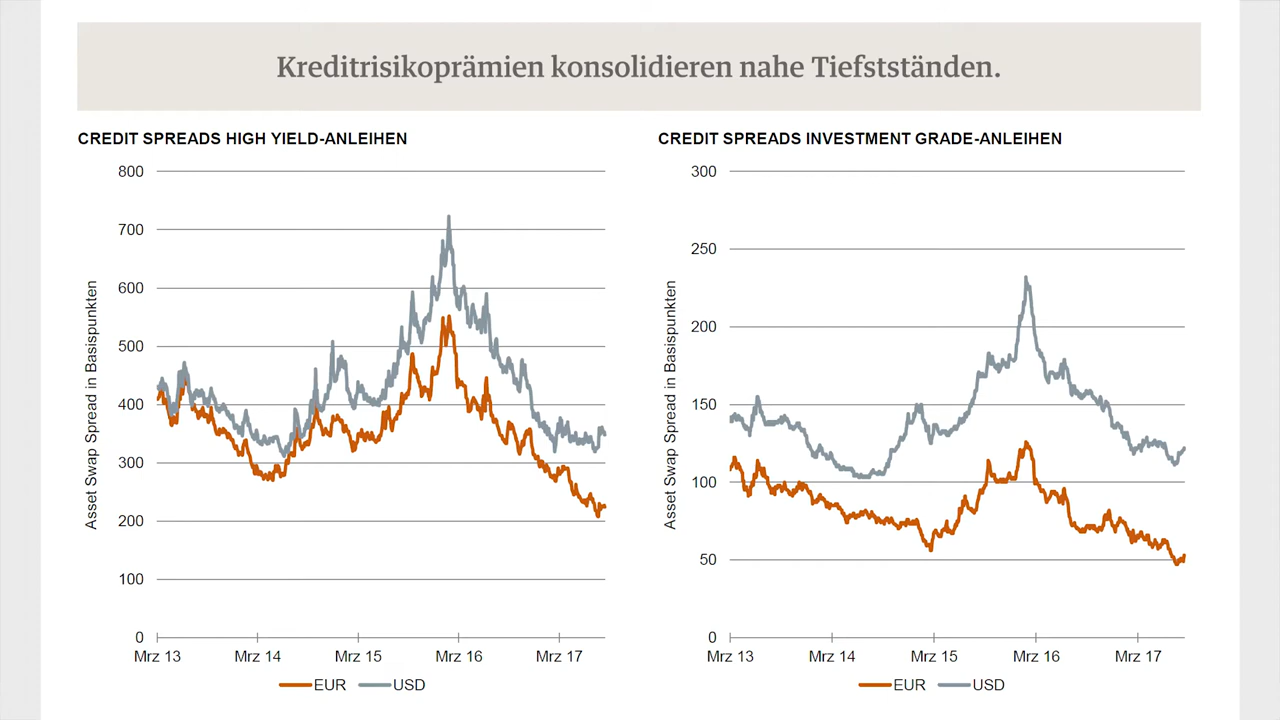 Kreditrisikoprämien konsolidieren nahe Tiefstständen.
CREDIT SPREADS HIGH YIELD-ANLEIHEN
Asset Swap Spread in Basispunkten
800
700
600
500
400
300
200
100
0
Mrz 13 Mrz 14 Mrz 15 Mrz 16 Mrz 17
EUR USD
CREDIT SPREADS INVESTMENT GRADE-ANLEIHEN
Asset Swap Spread in Basispunkten
300
250
200
150
100
50
0
Mrz 13 Mrz 14 Mrz 15 Mrz 16 Mrz 17
EUR USD